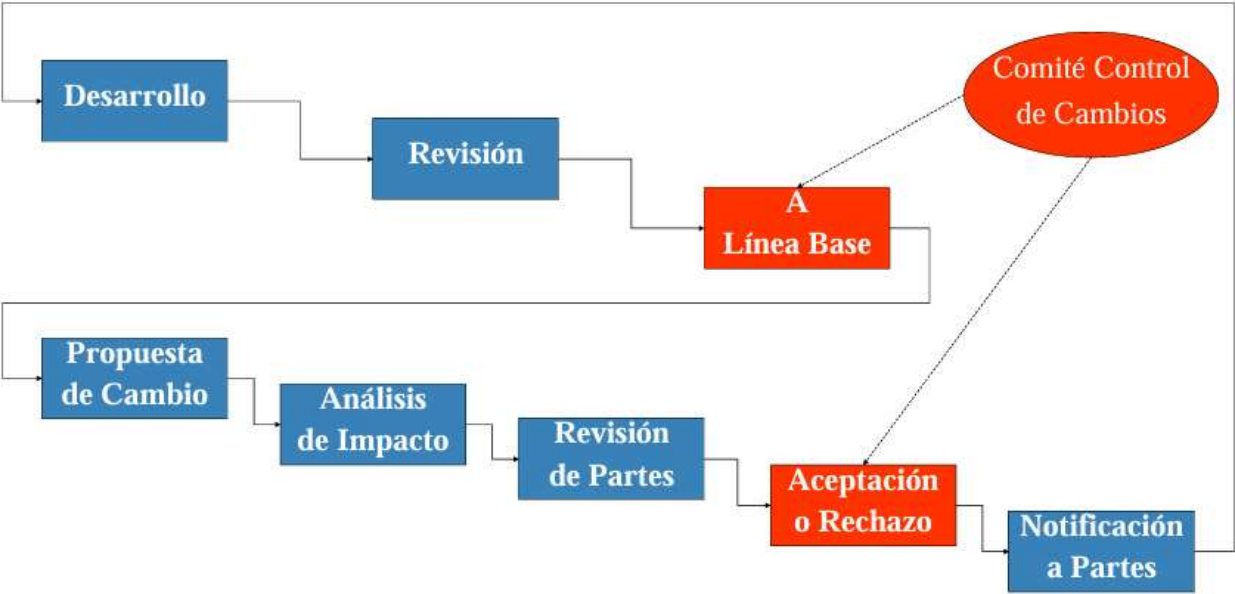 Desarrollo
Revisión
Comité Control
de Cambios
A
Línea Base
Propuesta
de Cambio
Análisis
de Impacto
Revisión
de Partes
Aceptación
o Rechazo
Notificación
a Partes